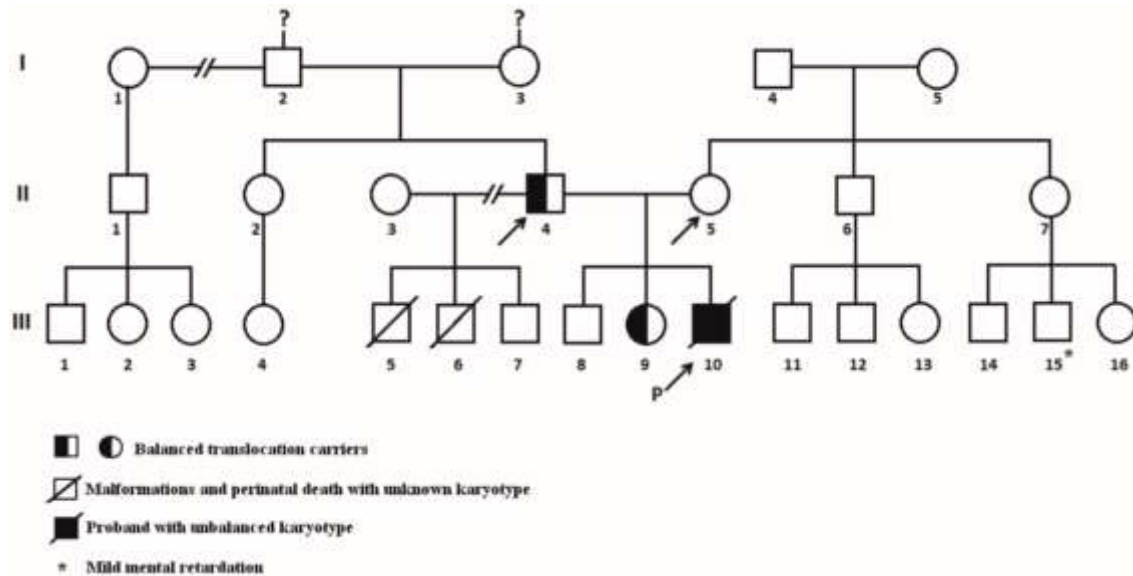 ? ?
I
1 2 3 4 5
II
1 2 3 4 5 6 7
III
1 2 3 4 5 6 7 8 9 10 11 12 13 14 15* 16
P
Balanced translocation carriers
Malformations and perinatal death with unknown karyotype
Proband with unbalanced karyotype
* Mild mental retardation